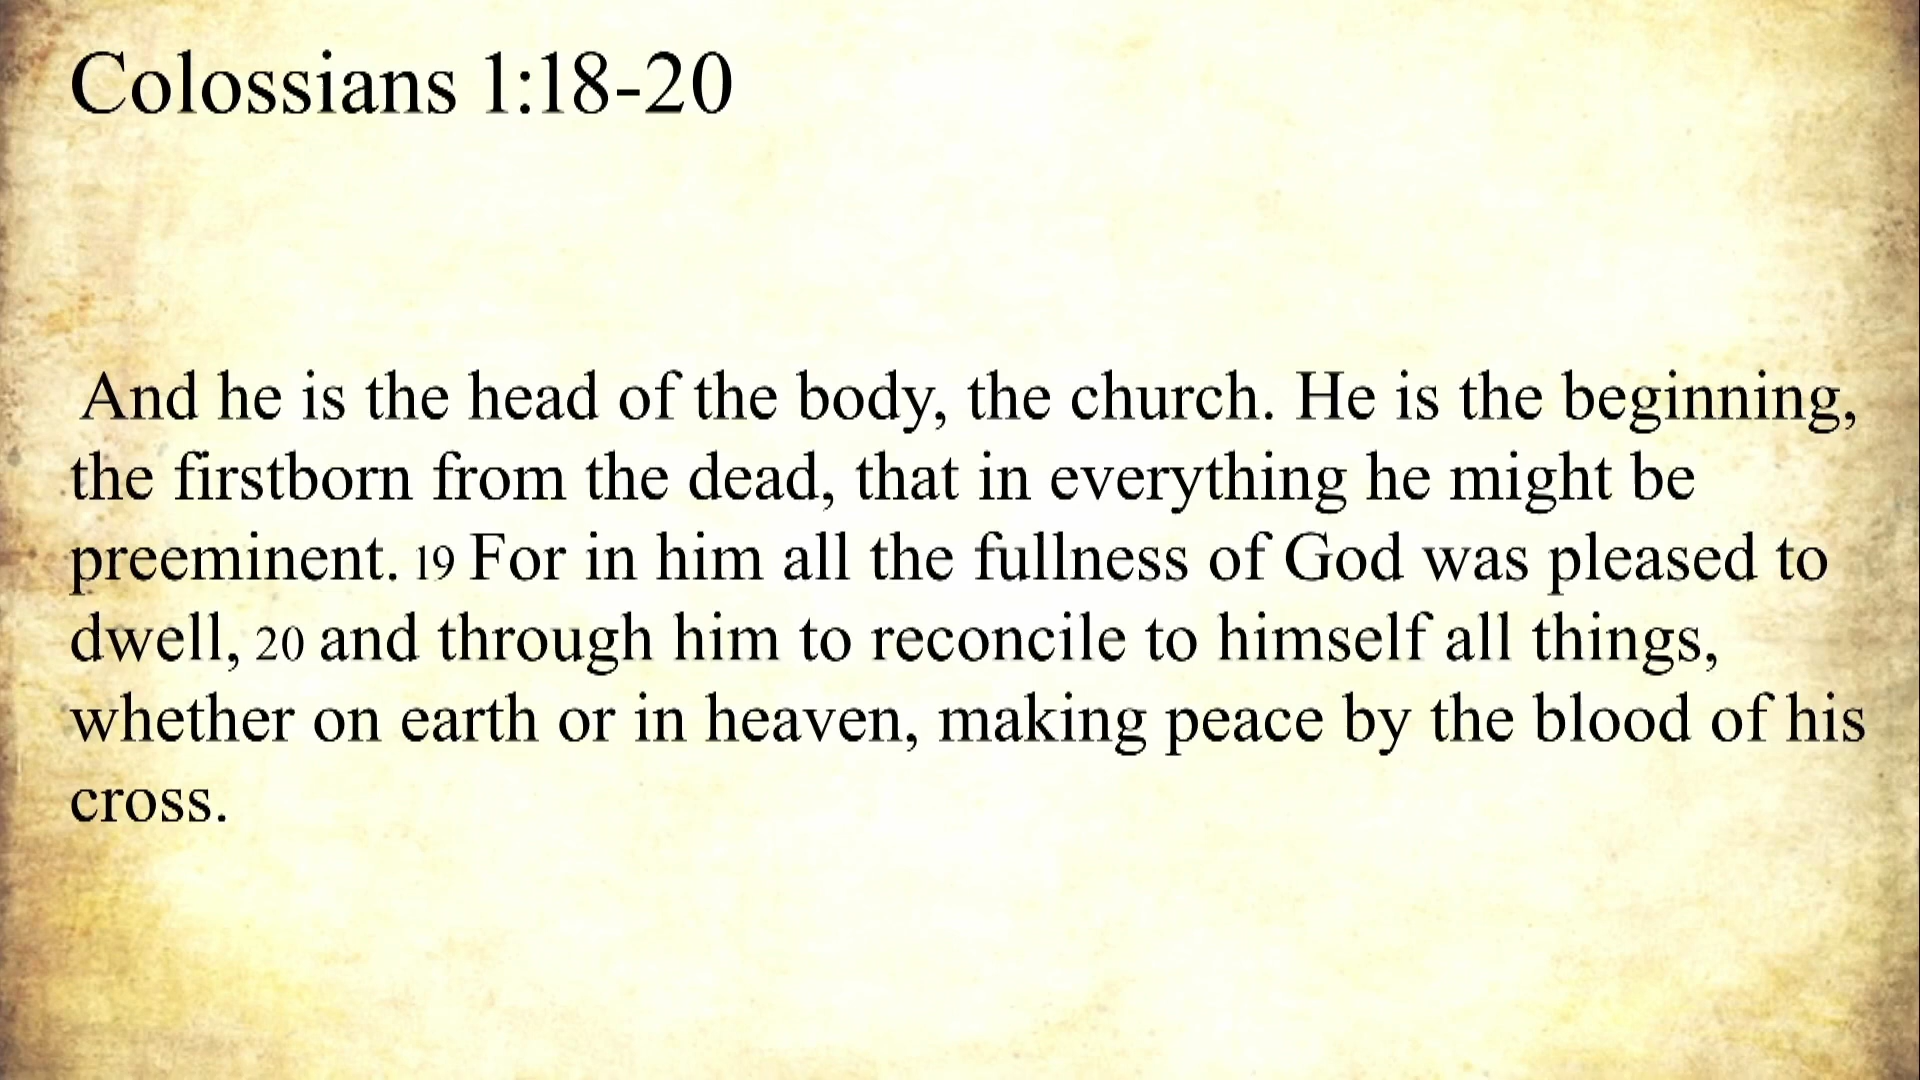 Colossians 1:18-20
And he is the head of the body, the church. He is the beginning,
the firstborn from the dead, that in everything he might be
preeminent. 19 For in him all the fullness of God was pleased to
dwell, 20 and through him to reconcile to himself all things,
whether on earth or in heaven, making peace by the blood of his
cross.